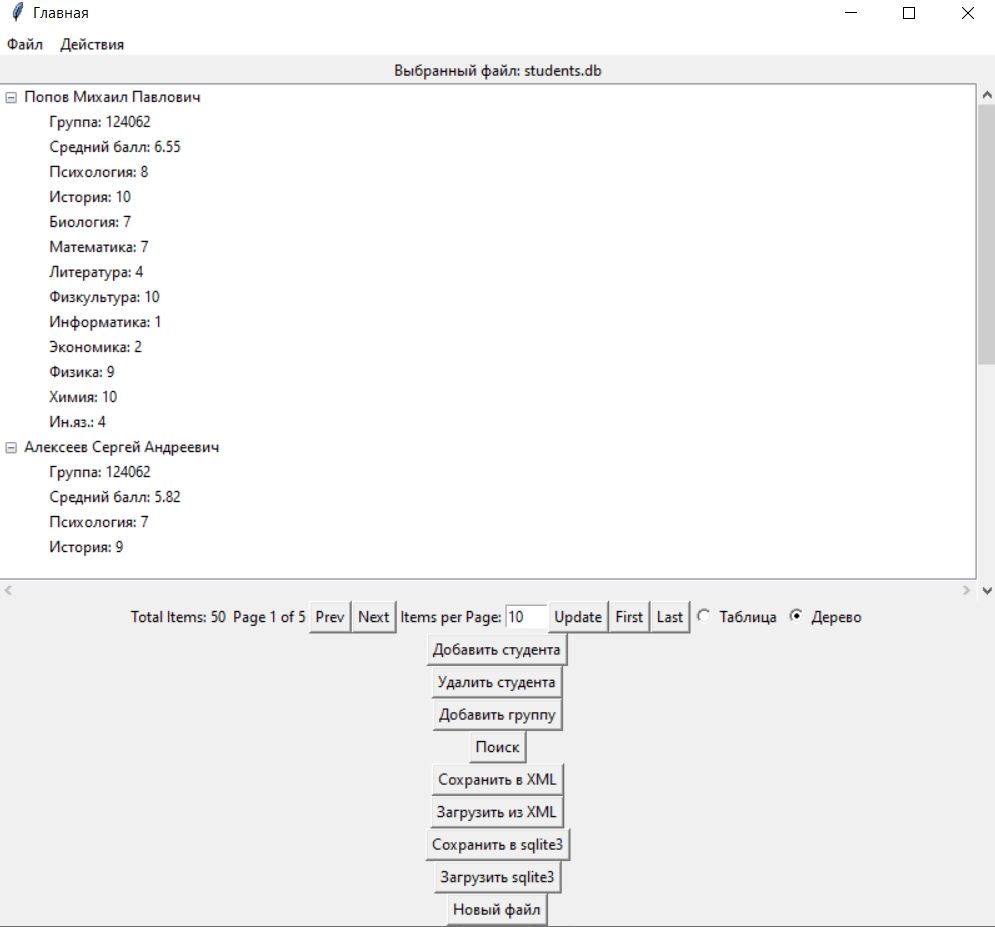 Главная
Файл Действия
Выбранный файл: students.db
Попов Михаил Павлович
Группа: 124062
Средний балл: 6.55
Психология: 8
История: 10
Биология: 7
Математика: 7
Литература: 4
Физкультура: 10
Информатика: 1
Экономика: 2
Физика: 9
Химия: 10
Ин.яз.: 4
Алексеев Сергей Андреевич
Группа: 124062
Средний балл: 5.82
Психология: 7
История: 9
Total Items: 50 Page 1 of 5 Prev Next Items per Page: 10 Update First Last Таблица Дерево
Добавить студента
Удалить студента
Добавить группу
Поиск
Сохранить в XML
Загрузить из XML
Сохранить в sqlite3
Загрузить sqlite3
Новый файл